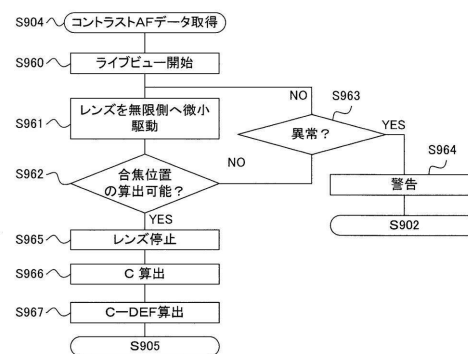 S904
コントラストAFデータ取得
S960
ライブビュー開始
S961
レンズを無限側へ微小
駆動
S962
合焦位置
の算出可能？
NO
YES
S963
異常？
NO
YES
S964
警告
S902
S965
レンズ停止
S966
C 算出
S967
C－DEF算出
S905